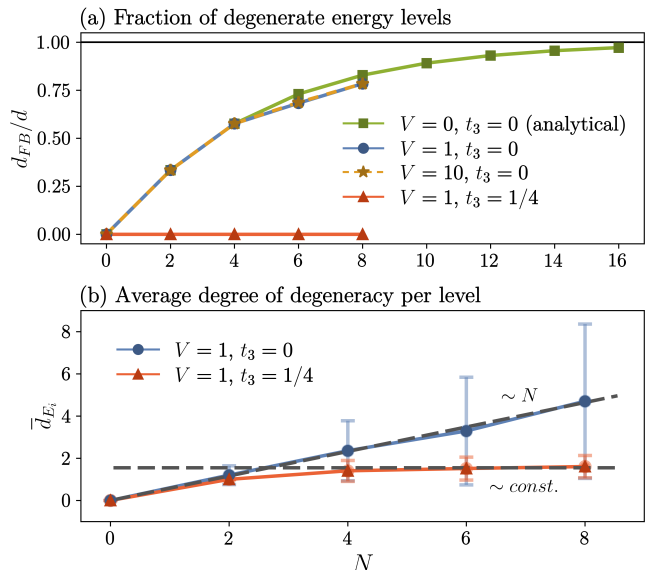 (a) Fraction of degenerate energy levels
1.00
0.75
0.50
0.25
0.00
d_{FB}/d
V = 0, t_3 = 0 (analytical)
V = 1, t_3 = 0
V = 10, t_3 = 0
V = 1, t_3 = 1/4
0 2 4 6 8 10 12 14 16
(b) Average degree of degeneracy per level
8
6
4
2
0
\bar{d}_{E_i}
V = 1, t_3 = 0
V = 1, t_3 = 1/4
~ N
~ const.
0 2 4 6 8
N